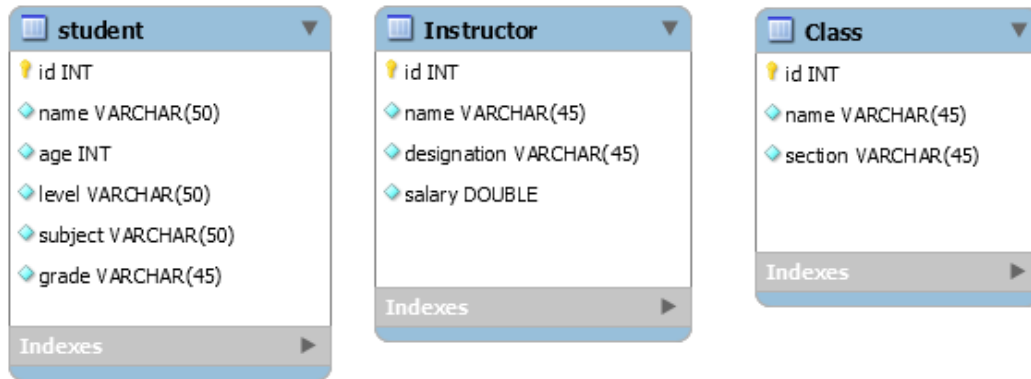 student
id INT
name VARCHAR(50)
age INT
level VARCHAR(50)
subject VARCHAR(50)
grade VARCHAR(45)
Indexes
Instructor
id INT
name VARCHAR(45)
designation VARCHAR(45)
salary DOUBLE
Indexes
Class
id INT
name VARCHAR(45)
section VARCHAR(45)
Indexes